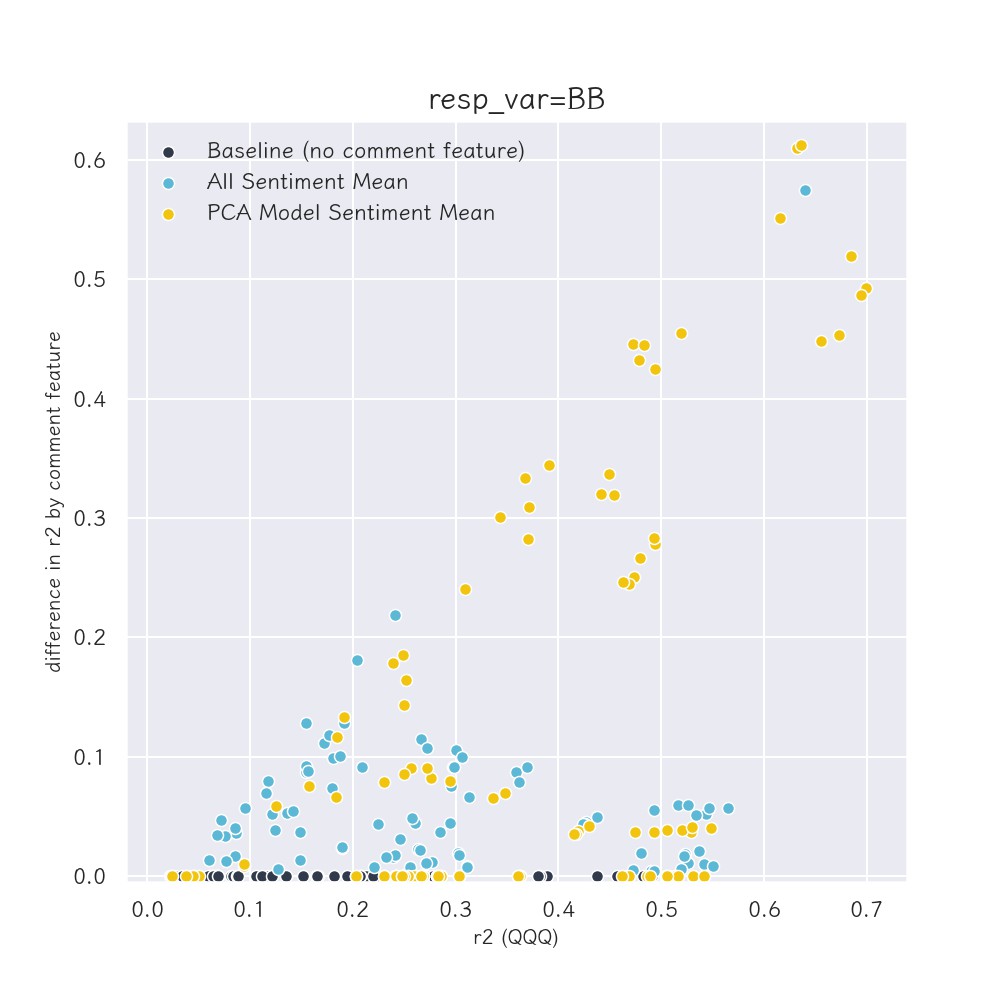 resp_var=BB
Baseline (no comment feature)
All Sentiment Mean
PCA Model Sentiment Mean
difference in r2 by comment feature
0.6
0.5
0.4
0.3
0.2
0.1
0.0
0.0 0.1 0.2 0.3 0.4 0.5 0.6 0.7
r2 (QQQ)